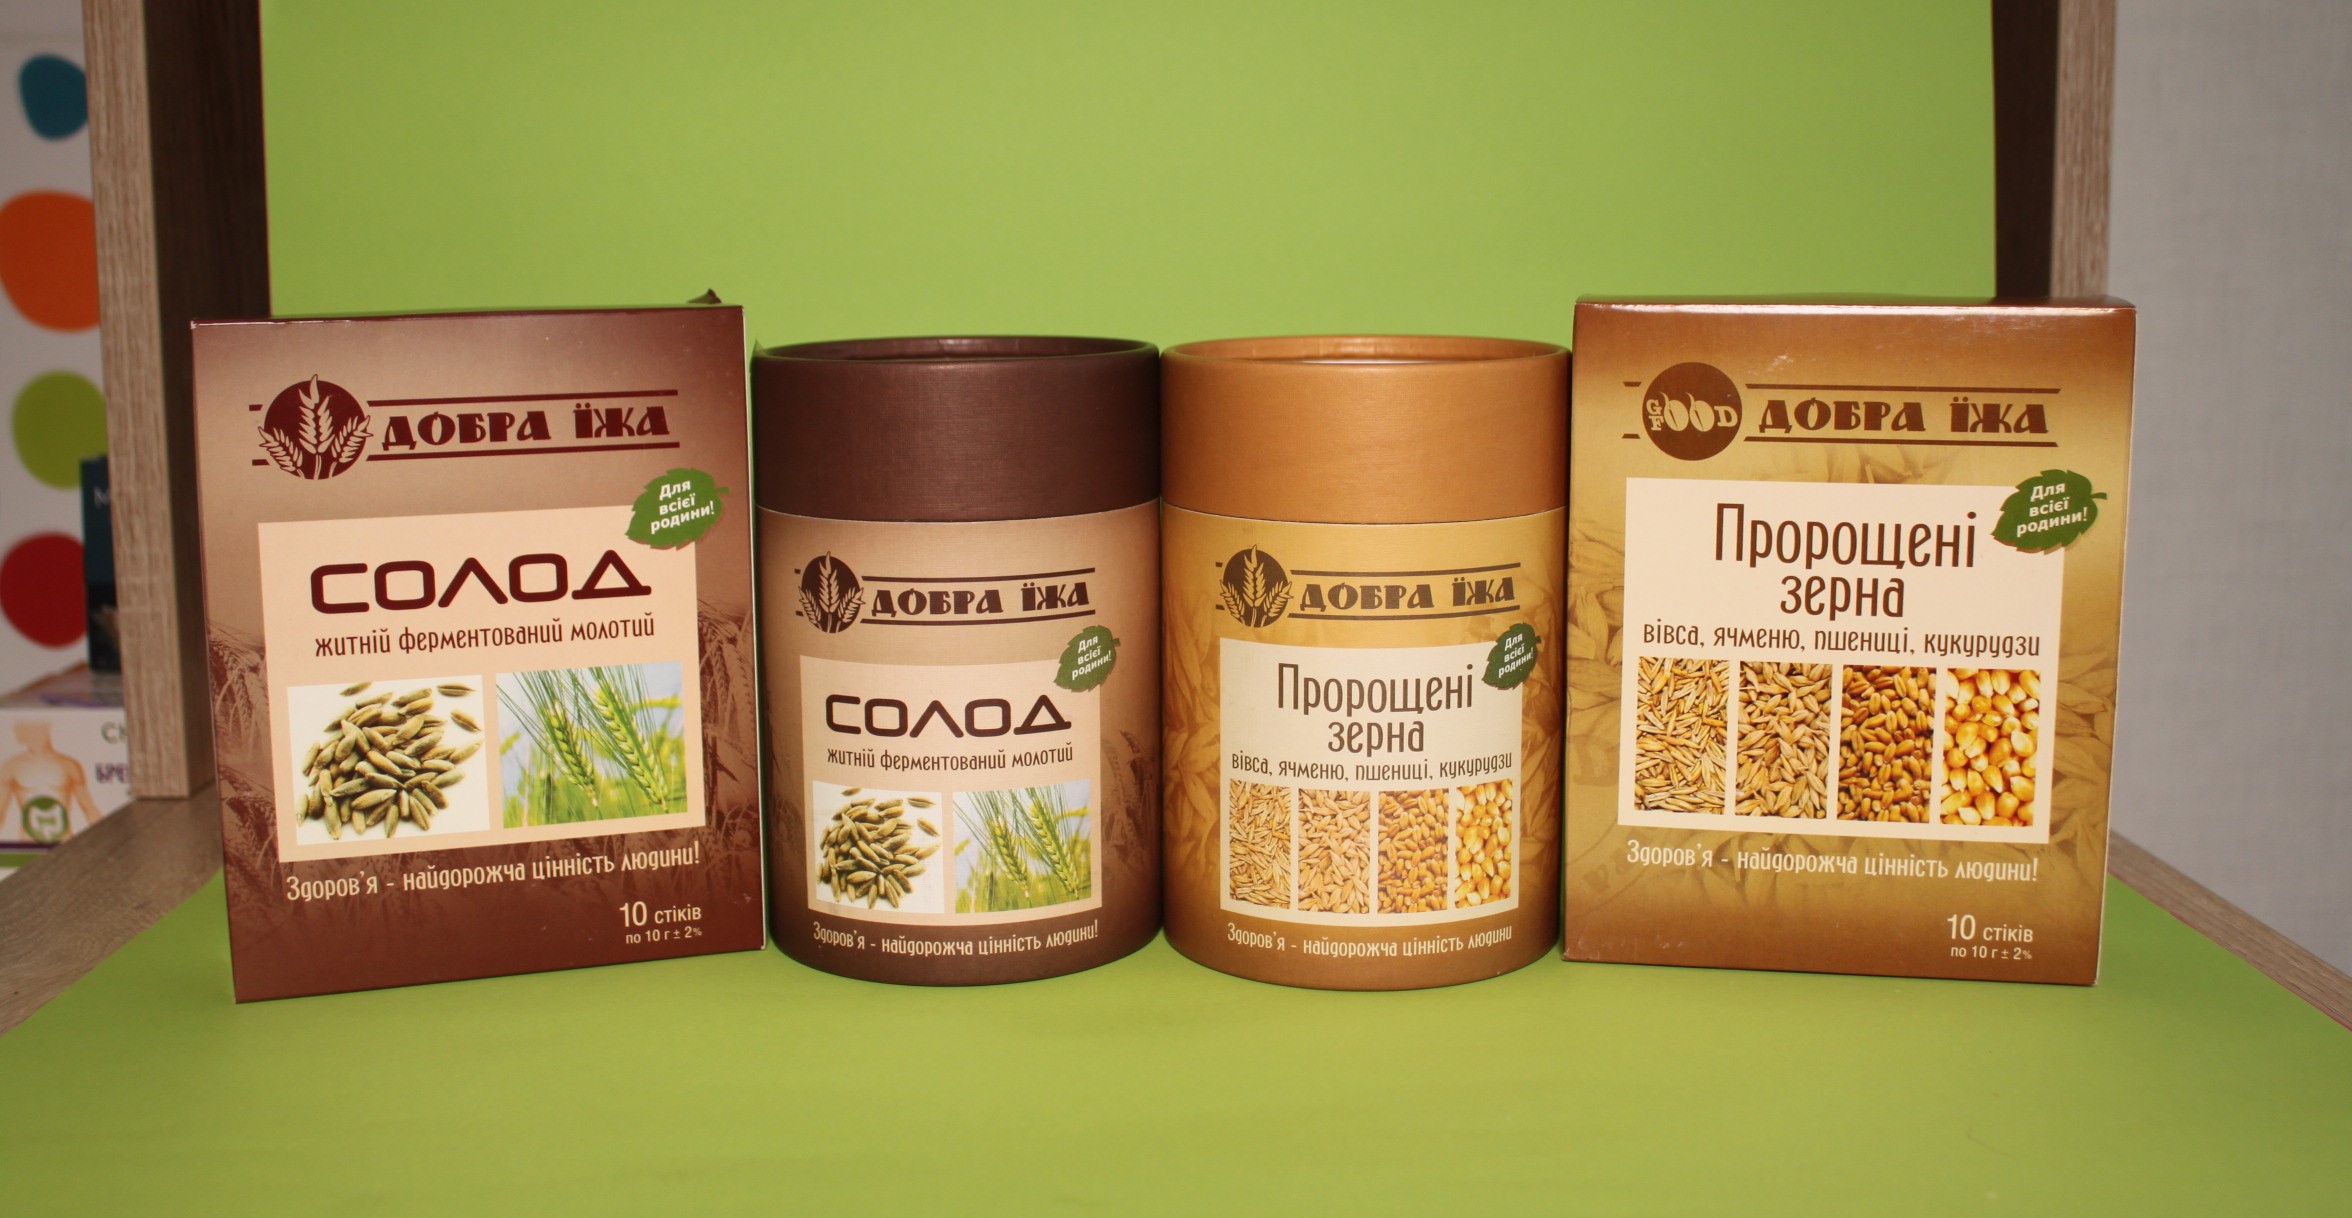 ДОБРА ЇЖА
Для
всієї
родини!
СОЛОД
житній ферментований молотий
Здоров'я - найдорожча цінність людини!
10 стіків
по 10 г ± 2%
ДОБРА ЇЖА
Для
всієї
родини!
СОЛОД
житній ферментований молотий
Здоров'я - найдорожча цінність людини!
ДОБРА ЇЖА
Для
всієї
родини!
Пророщені
зерна
вівса, ячменю, пшениці, кукурудзи
Здоров'я - найдорожча цінність людини
GOOD
FOOD
ДОБРА ЇЖА
Для
всієї
родини!
Пророщені
зерна
вівса, ячменю, пшениці, кукурудзи
Здоров'я - найдорожча цінність людини!
10 стіків
по 10 г ± 2%